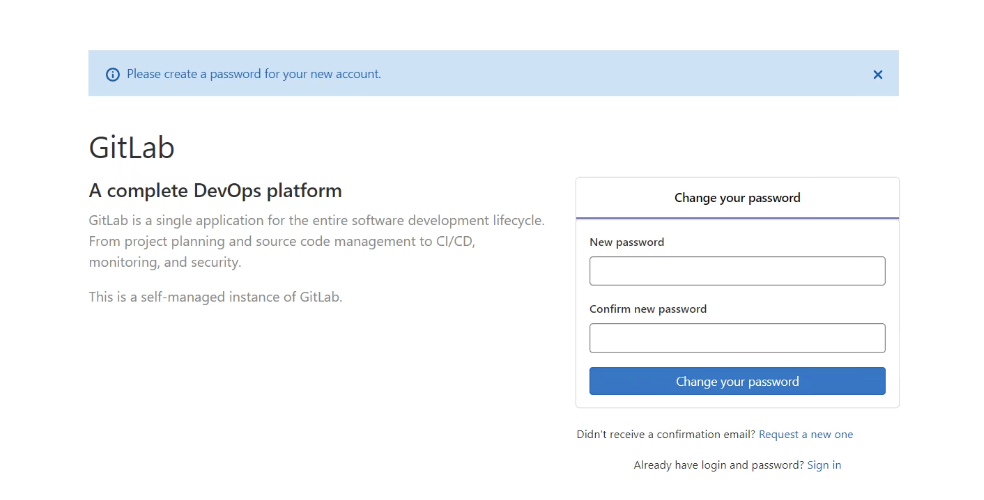 Please create a password for your new account.
GitLab
A complete DevOps platform
GitLab is a single application for the entire software development lifecycle.
From project planning and source code management to CI/CD,
monitoring, and security.
This is a self-managed instance of GitLab.
Change your password
New password
Confirm new password
Change your password
Didn't receive a confirmation email? Request a new one
Already have login and password? Sign in